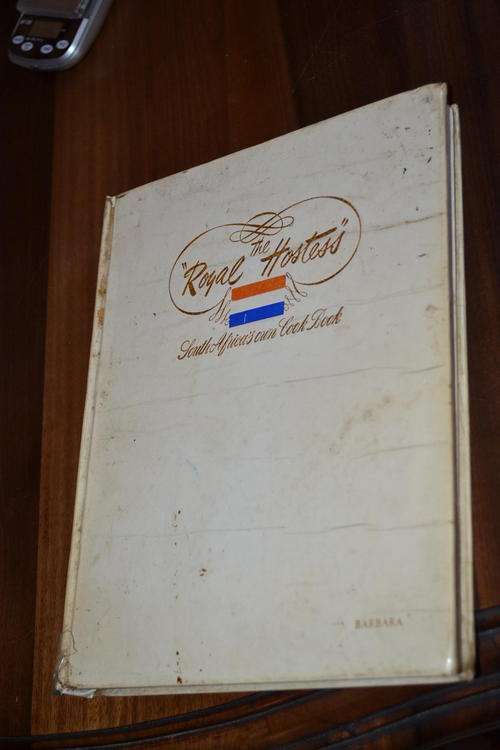 The
"Royal Hostess"
South Africa's own Cook Book
BARBARA